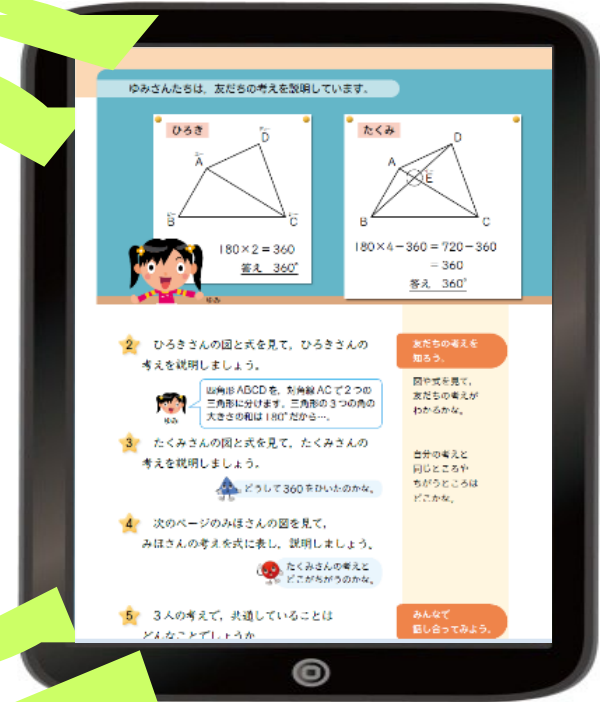 ゆみさんたちは，友だちの考えを説明しています。
ひろき
D
A
B
C
180×2＝360
答え 360°
ゆみ
たくみ
D
A
E
B
C
180×4－360＝720－360
＝360
答え 360°
2 ひろきさんの図と式を見て，ひろきさんの
考えを説明しましょう。
四角形ABCDを，対角線ACで2つの
三角形に分けます。三角形の3つの角の
大きさの和は180°だから…。
ゆみ
3 たくみさんの図と式を見て，たくみさんの
考えを説明しましょう。
どうして360をひいたのかな。
4 次のページのみほさんの図を見て，
みほさんの考えを式に表し，説明しましょう。
たくみさんの考えと
どこがちがうのかな。
5 3人の考えで，共通していることは
どんなことでしょうか
友だちの考えを
知ろう。
図や式を見て，
友だちの考えが
わかるかな。
自分の考えと
同じところや
ちがうところは
どこかな。
みんなで
話し合ってみよう。